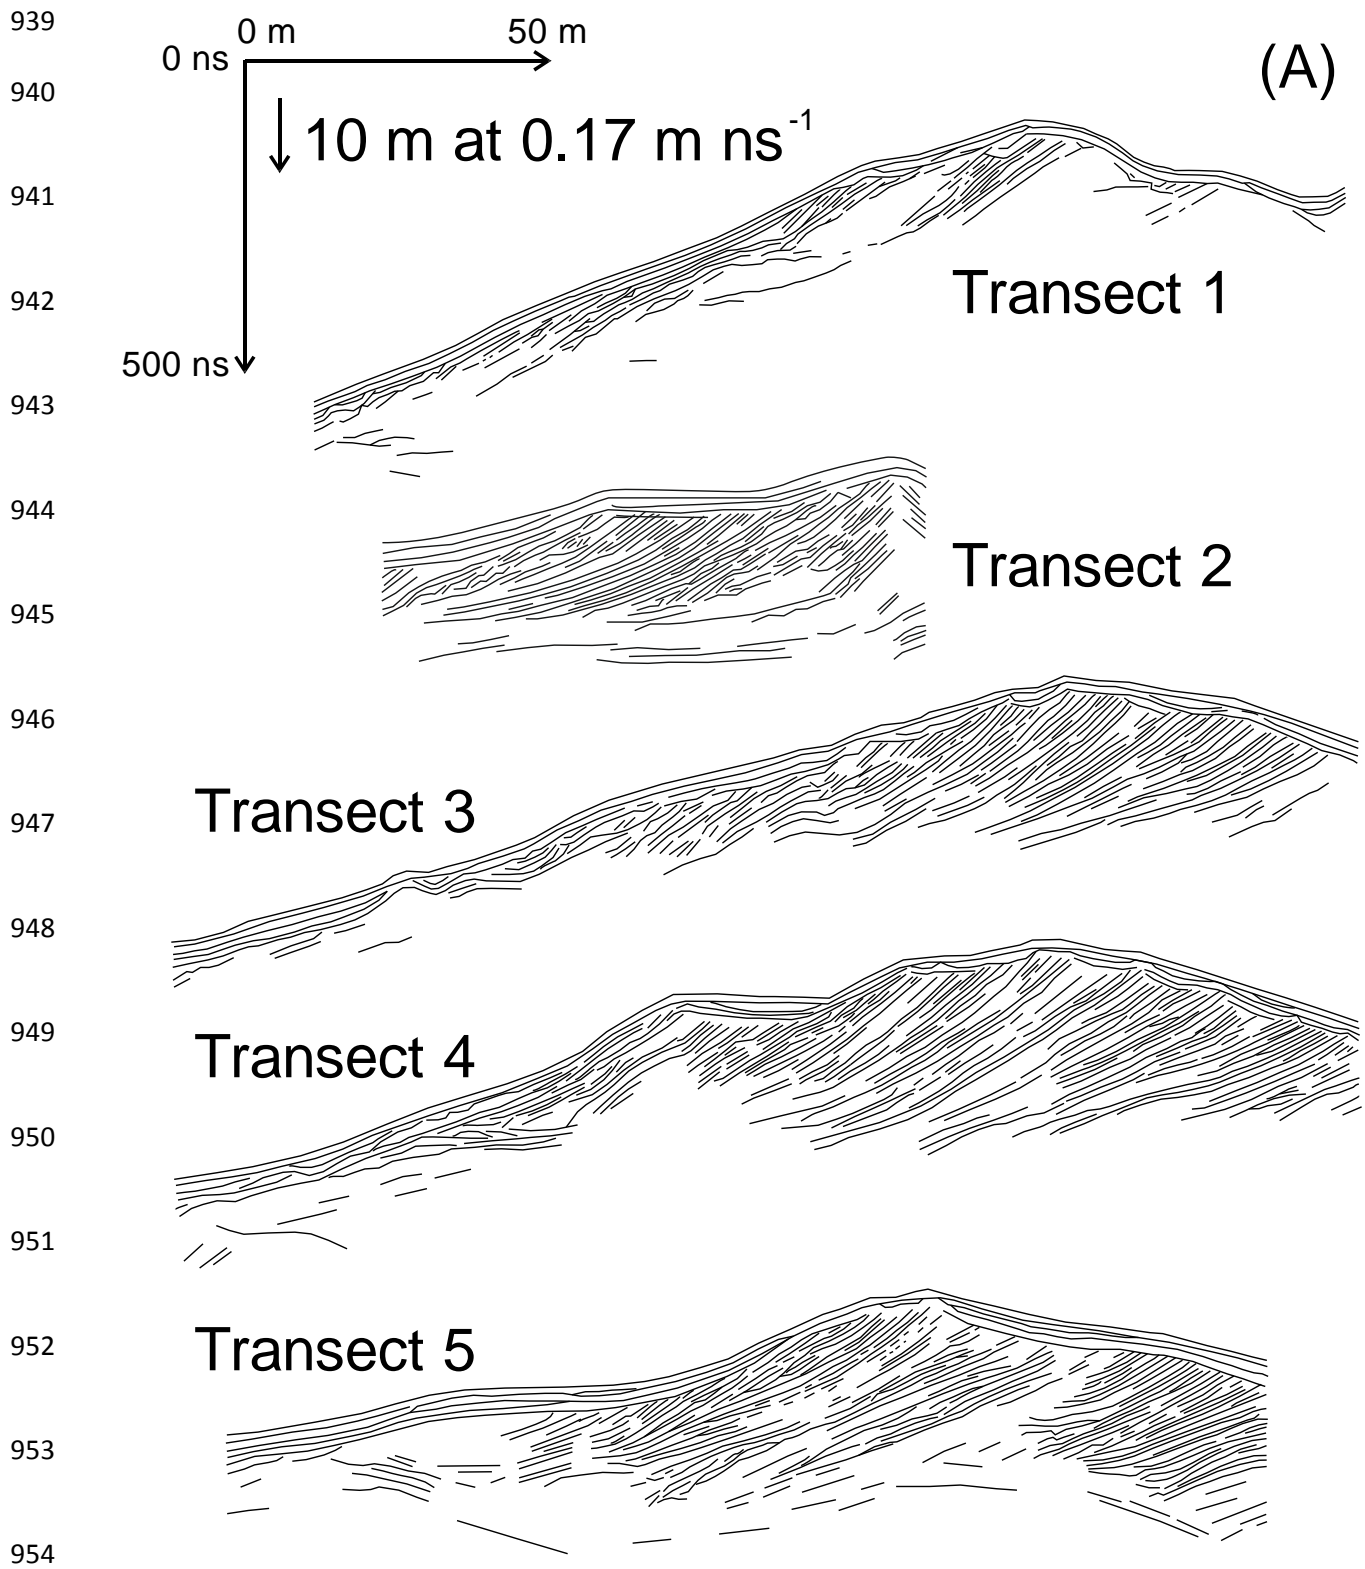 939
0 m 50 m
0 ns
(A)
940
10 m at 0.17 m ns-1
941
942
Transect 1
500 ns
943
944
Transect 2
945
946
Transect 3
947
948
949
Transect 4
950
951
952
Transect 5
953
954